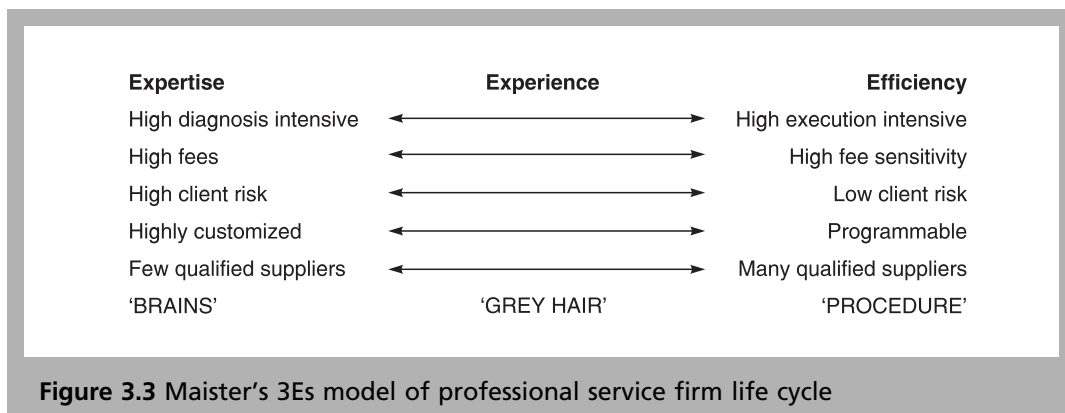 Expertise Experience Efficiency
High diagnosis intensive High execution intensive
High fees High fee sensitivity
High client risk Low client risk
Highly customized Programmable
Few qualified suppliers Many qualified suppliers
‘BRAINS’ ‘GREY HAIR’ ‘PROCEDURE’
Figure 3.3 Maister’s 3Es model of professional service firm life cycle